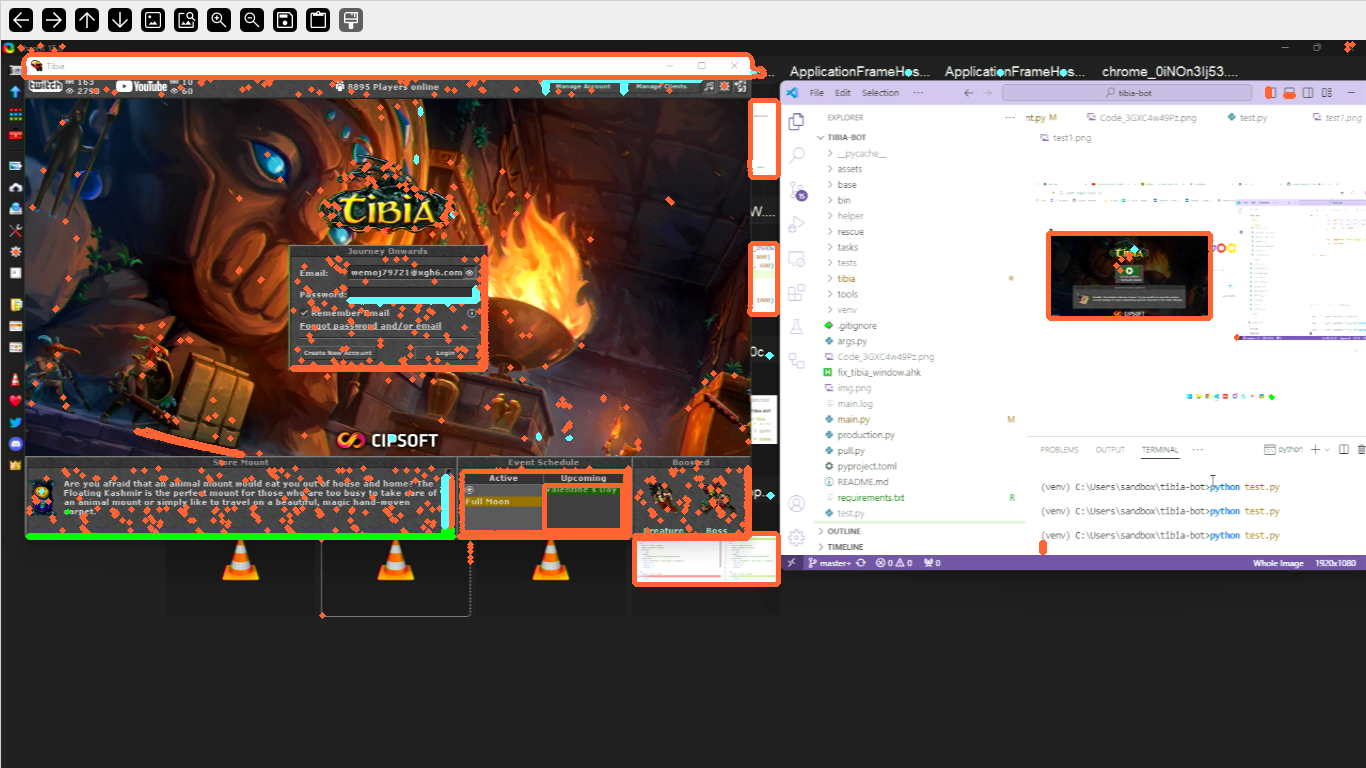 Tibia
ApplicationFrameHos...
ApplicationFrameHos...
chrome_0iNOn3Ij53....
twitch
YouTube
60
8895 Players online
Manage Account
Manage Clients
File Edit Selection ···
tibia-bot
EXPLORER
nt.py M
Code_3GXC4w49Pz.png
test.py
test1.png
TIBIA-BOT
test1.png
__pycache__
assets
base
bin
helper
rescue
tasks
tests
tibia
tools
venv
.gitignore
args.py
Code_3GXC4w49Pz.png
fix_tibia_window.ahk
img.png
main.log
main.py M
production.py
pull.py
pyproject.toml
README.md
requirements.txt R
test.py
OUTLINE
TIMELINE
15
TIBIA
Journey Onwards
Email: wemoj79721@xgh6.com
Password:
Remember Email
Forgot password and/or email
Create New Account
Login
CIPSOFT
Store Mount
Are you afraid that an animal mount would eat you out of house and home? The
Floating Kashmir is the perfect mount for those who are too busy to take care of
an animal mount or simply like to travel on a beautiful, magic hand-woven
carpet.
Event Schedule
Active
Upcoming
Full Moon
Valentine's Day
Boosted
Creature
Boss
TIBIA
CIPSOFT
PROBLEMS OUTPUT TERMINAL ···
python
(venv) C:\Users\sandbox\tibia-bot>python test.py
(venv) C:\Users\sandbox\tibia-bot>python test.py
(venv) C:\Users\sandbox\tibia-bot>python test.py
master+
0 0
0
Whole Image
1920x1080